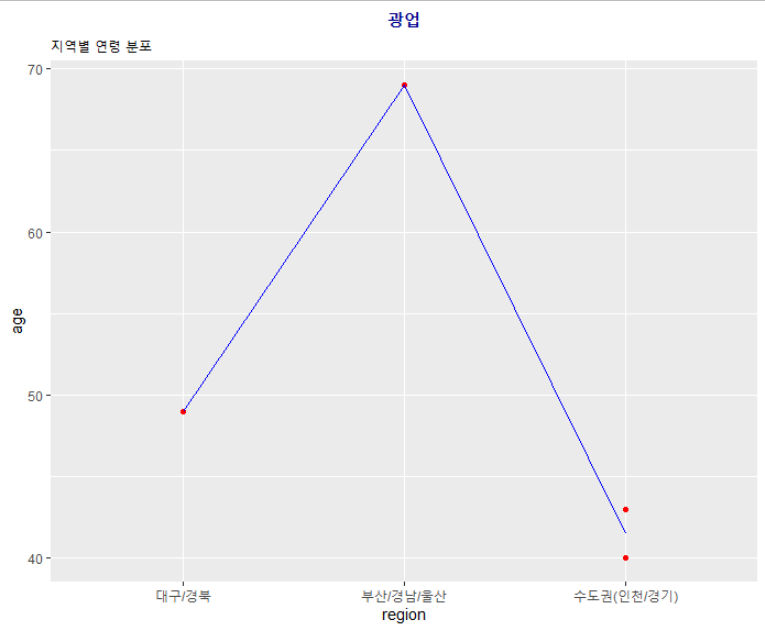 광업
지역별 연령 분포
70
60
50
40
age
대구/경북
부산/경남/울산
수도권(인천/경기)
region